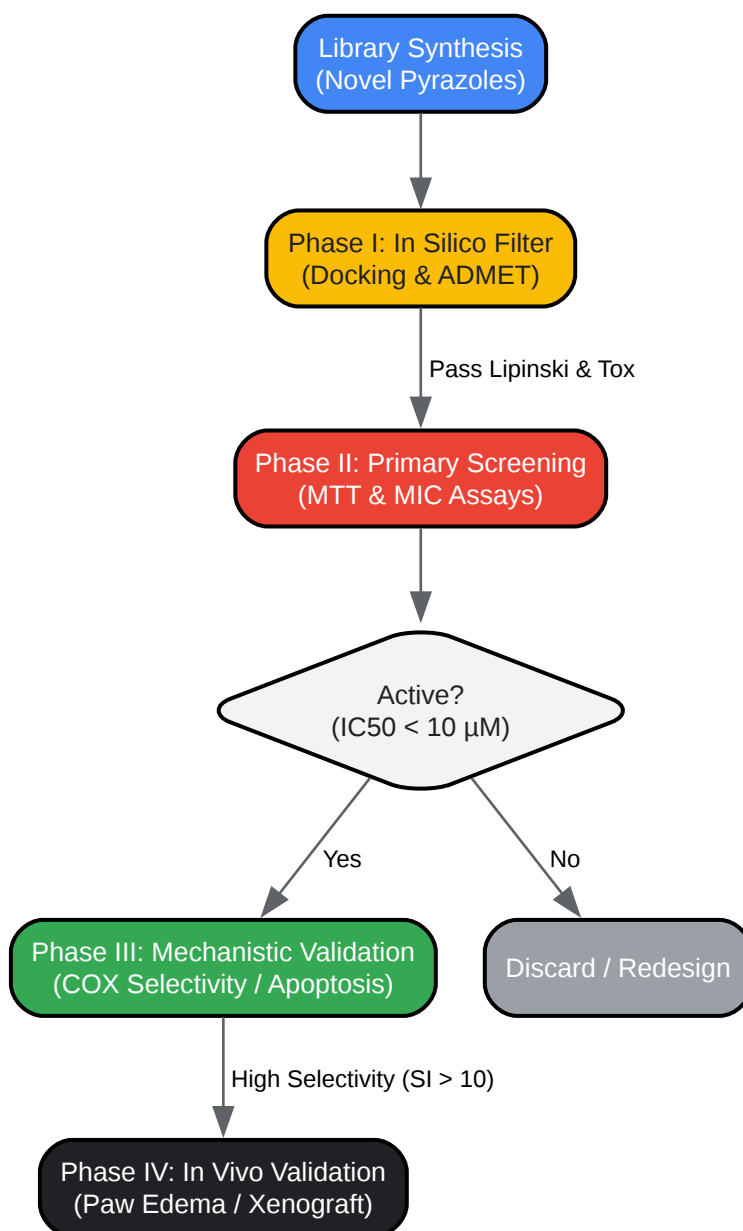 Library Synthesis
(Novel Pyrazoles)
Phase I: In Silico Filter
(Docking & ADMET)
Pass Lipinski & Tox
Phase II: Primary Screening
(MTT & MIC Assays)
Active?
(IC50 < 10 µM)
Yes
No
Phase III: Mechanistic Validation
(COX Selectivity / Apoptosis)
Discard / Redesign
High Selectivity (SI > 10)
Phase IV: In Vivo Validation
(Paw Edema / Xenograft)